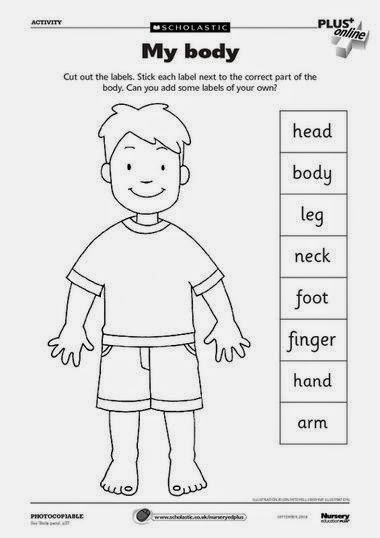 ACTIVITY
SCHOLASTIC
PLUS+
online
My body
Cut out the labels. Stick each label next to the correct part of the
body. Can you add some labels of your own?
head
body
leg
neck
foot
finger
hand
arm
PHOTOCOPIABLE
www.scholastic.co.uk/nurseryedplus
Nursery
education PLUS